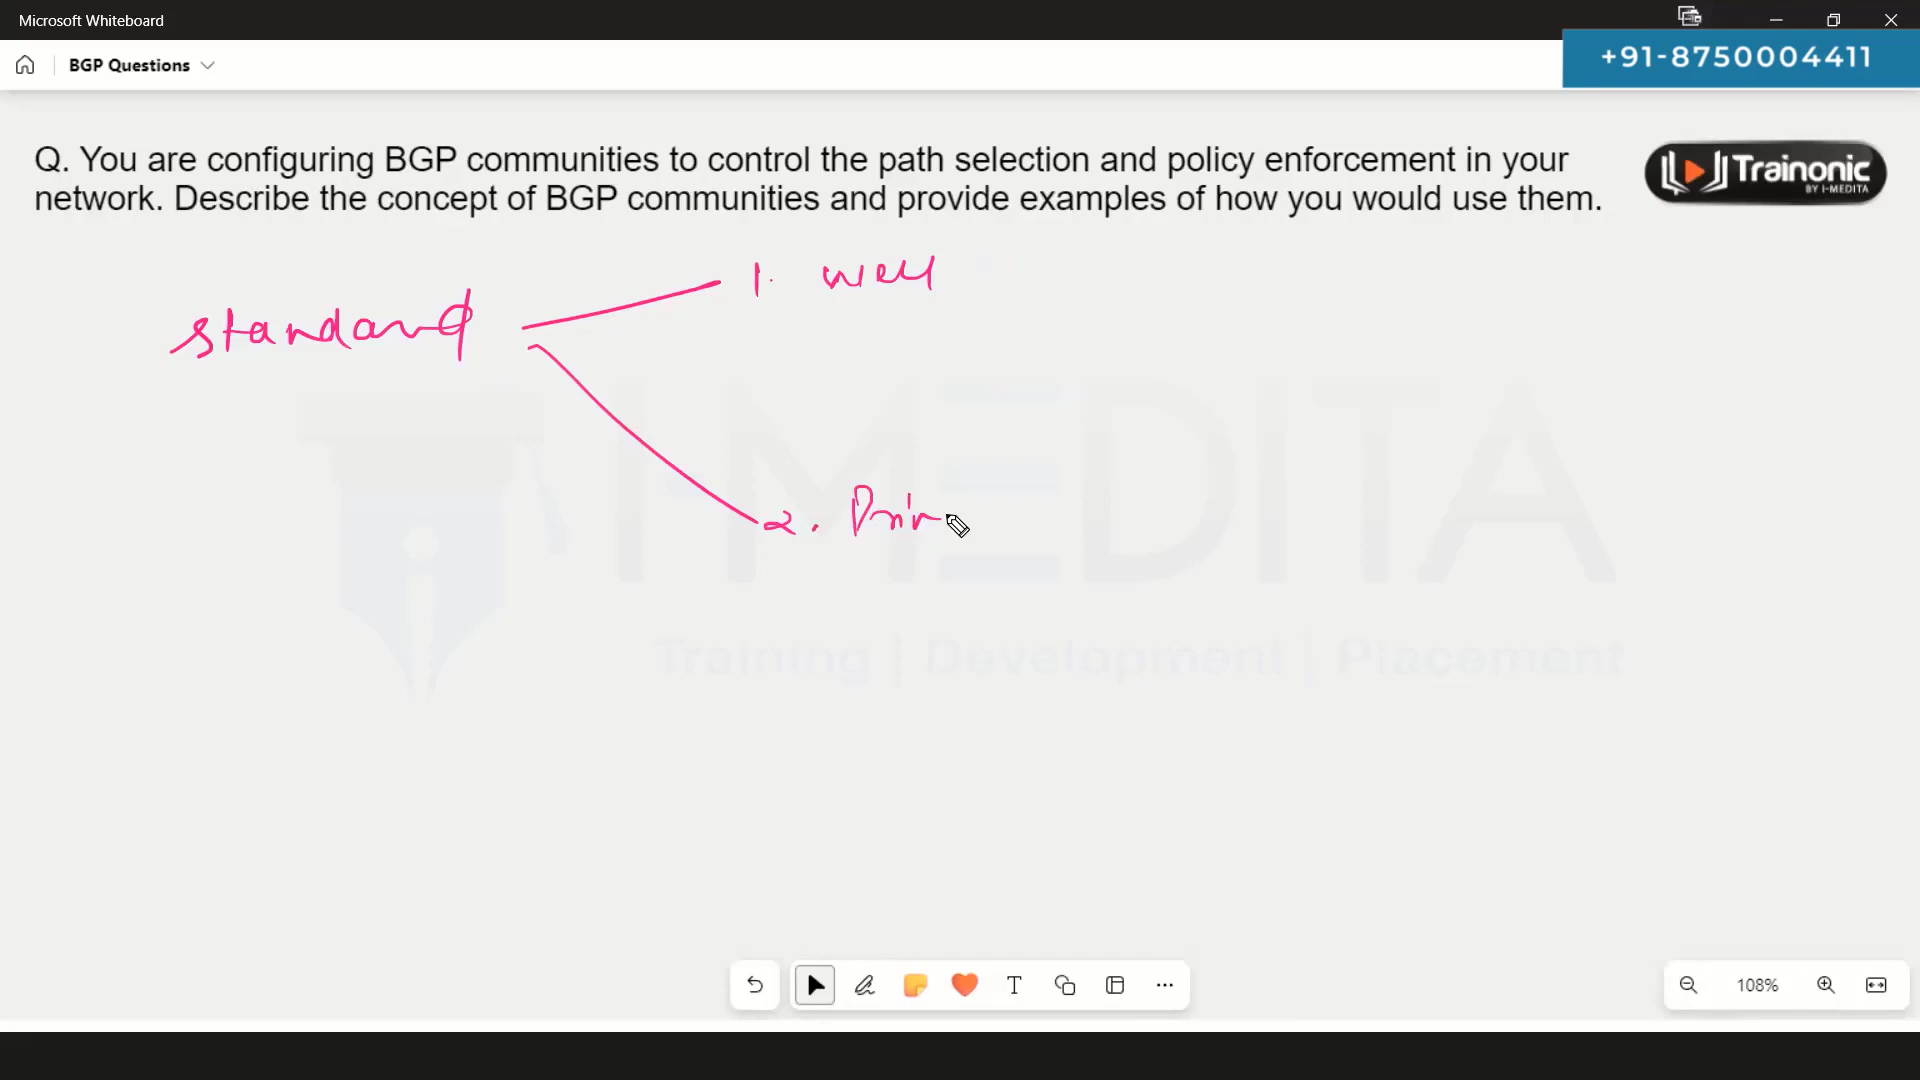 Microsoft Whiteboard
BGP Questions
+91-8750004411
Q. You are configuring BGP communities to control the path selection and policy enforcement in your
network. Describe the concept of BGP communities and provide examples of how you would use them.
Trainonic
BY I-MEDITA
1. well
standard
2. Priv
I-MEDITA
Training | Development | Placement
108%